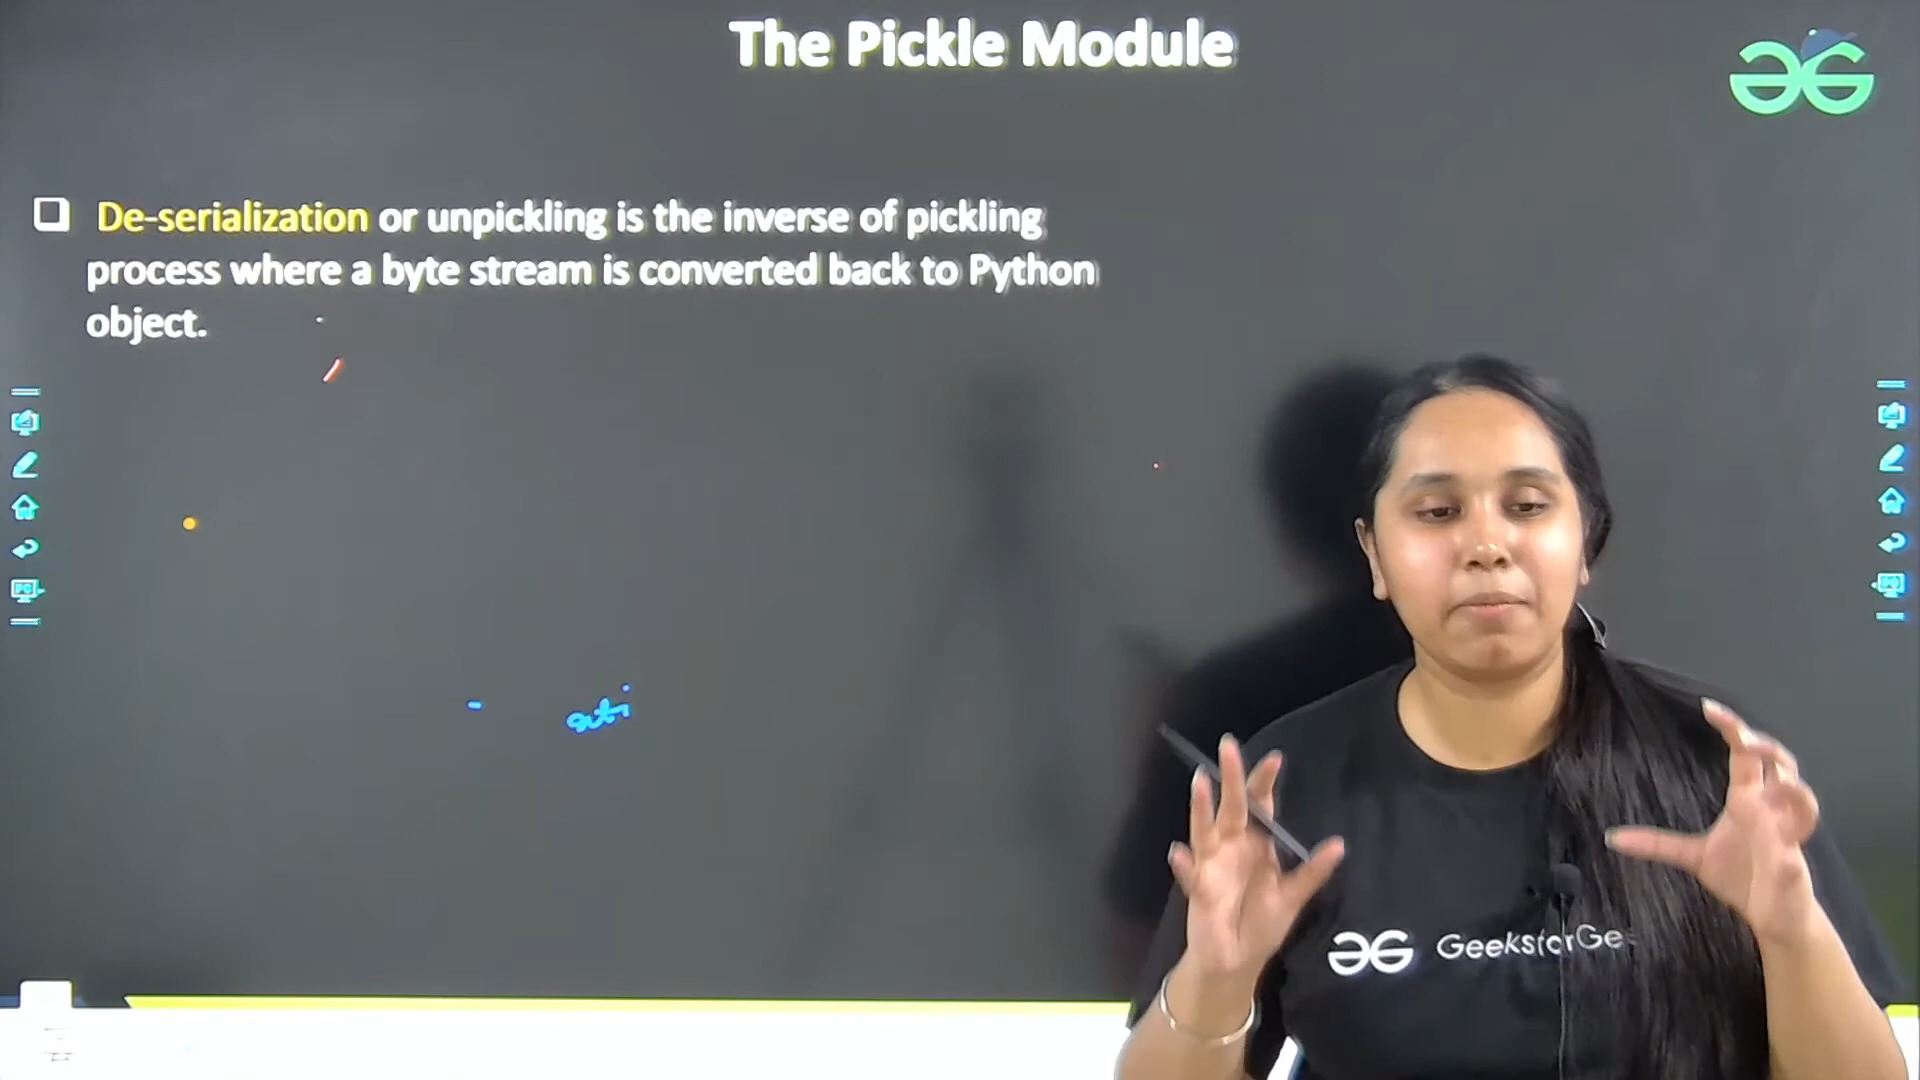 The Pickle Module
De-serialization or unpickling is the inverse of pickling
process where a byte stream is converted back to Python
object.
GeeksforGe